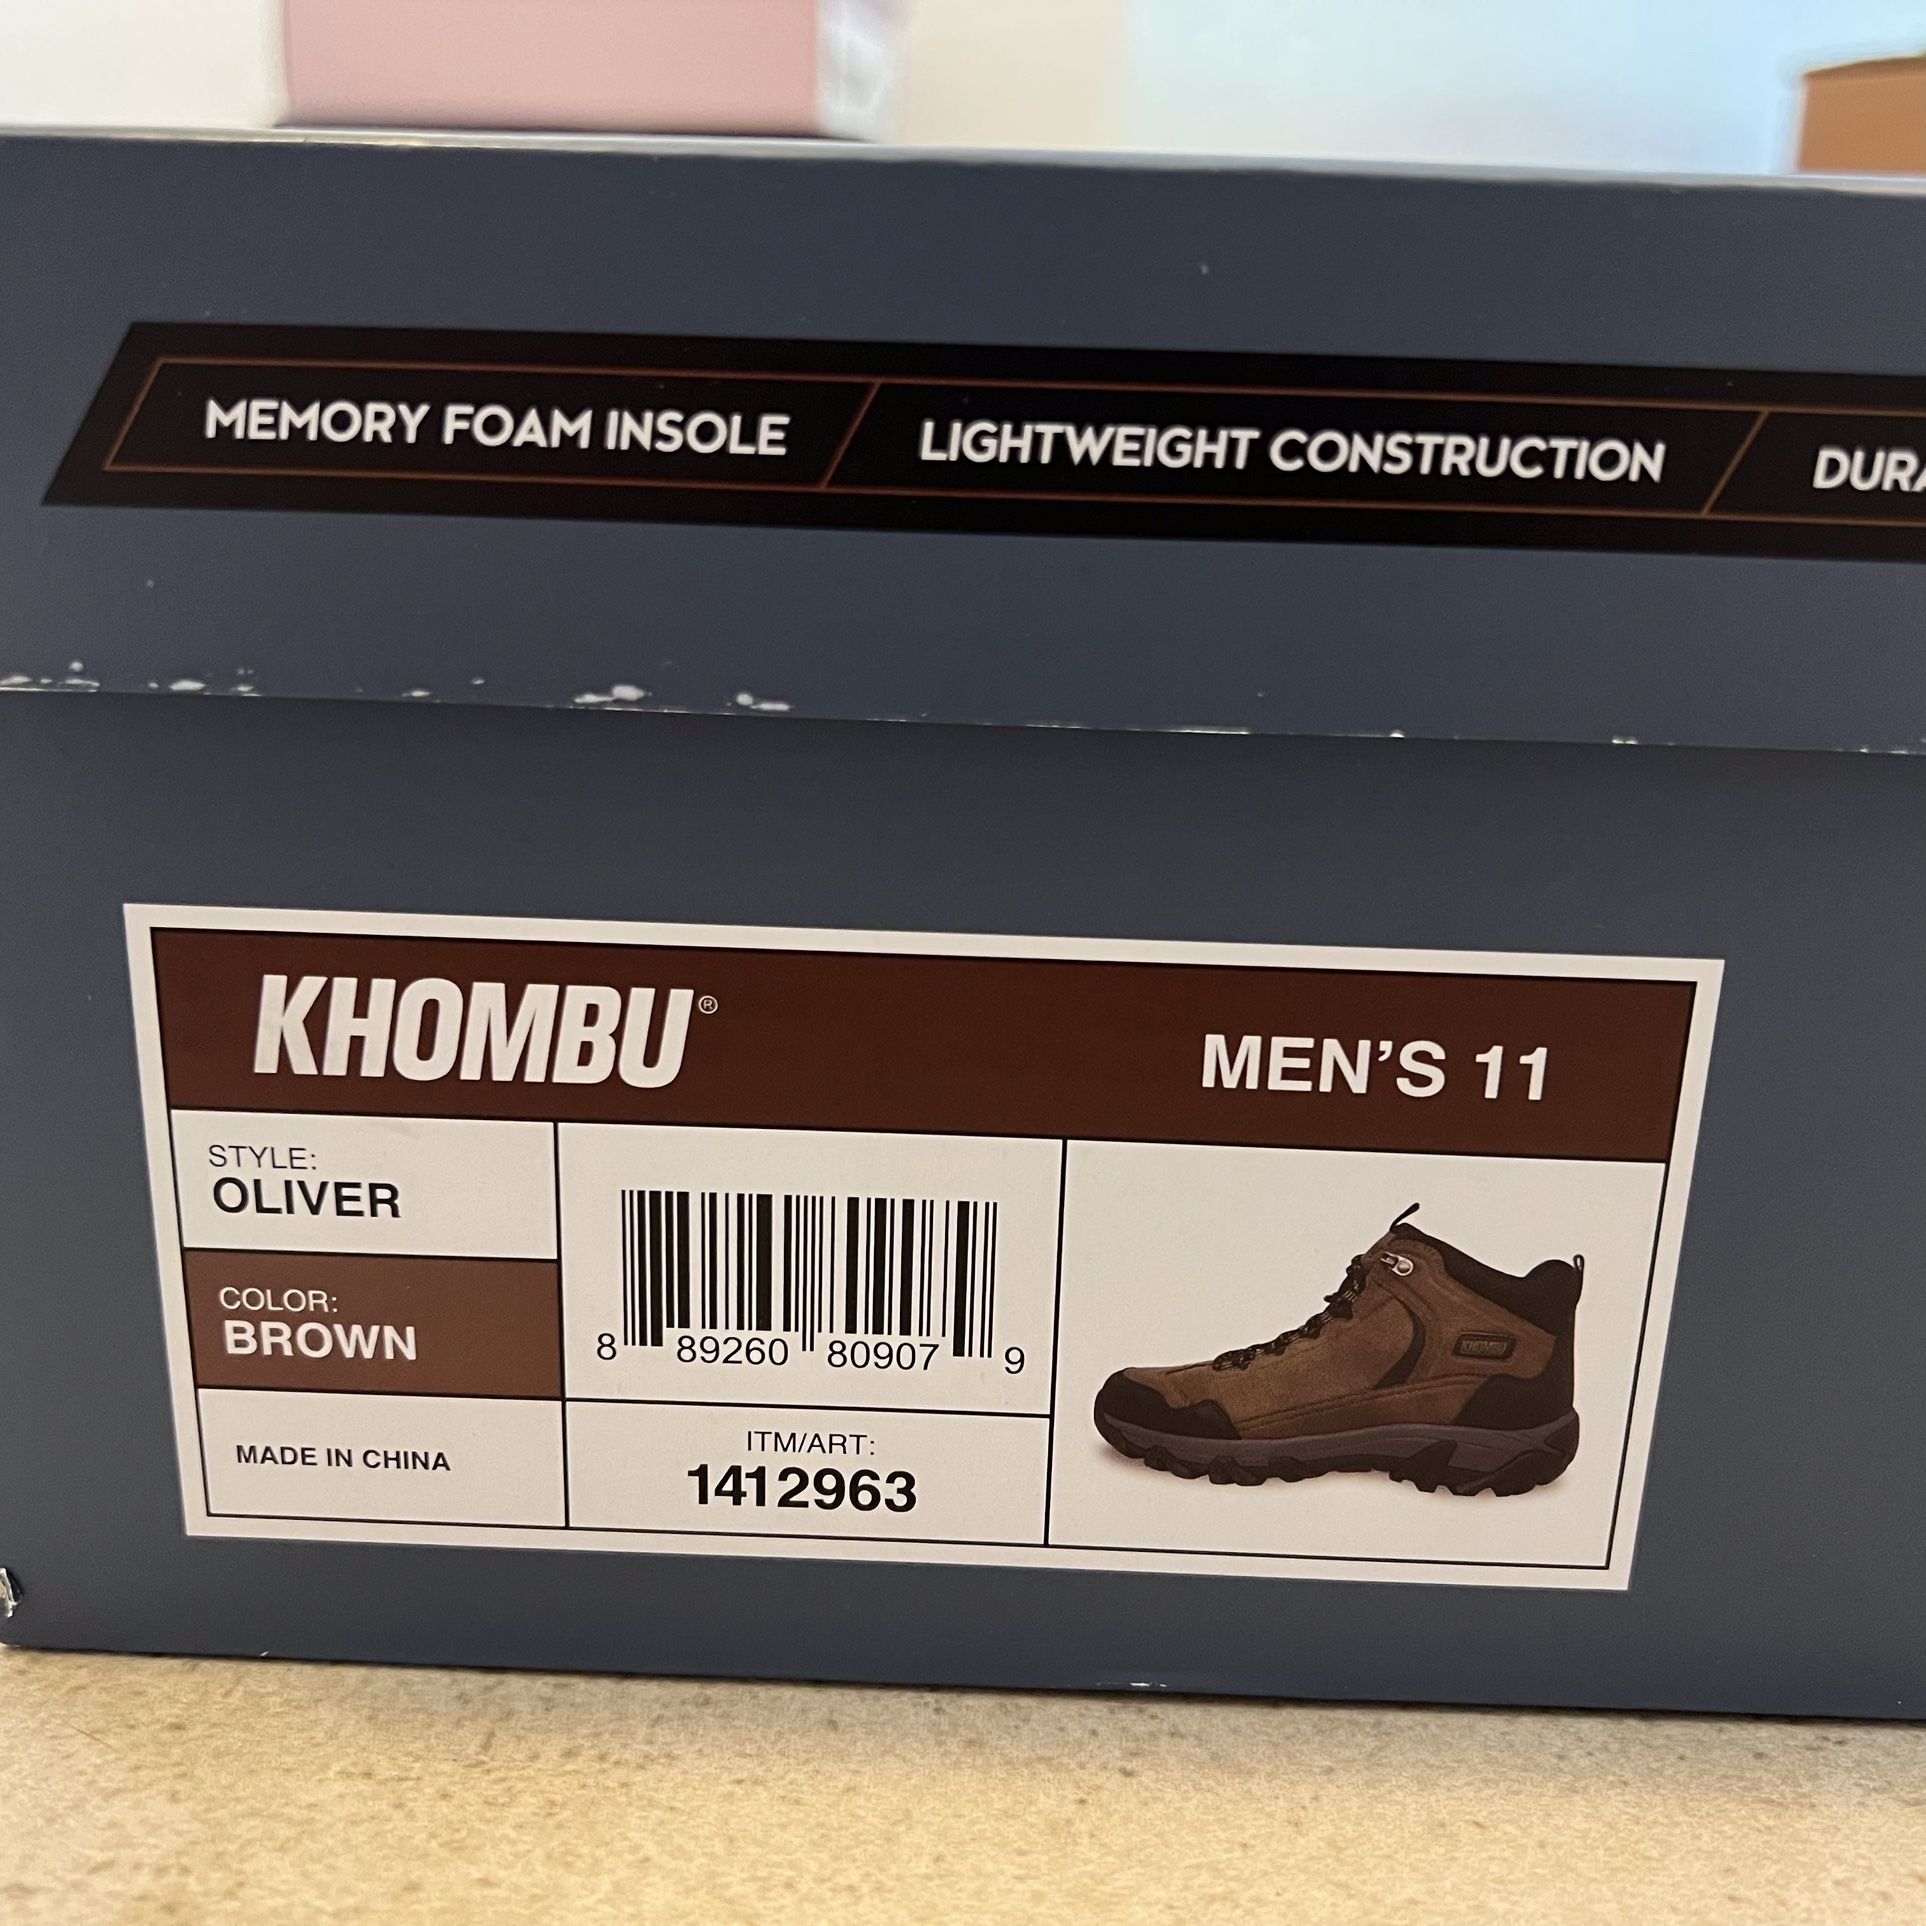 MEMORY FOAM INSOLE LIGHTWEIGHT CONSTRUCTION
KHOMBU®
MEN'S 11
STYLE:
OLIVER
COLOR:
BROWN
MADE IN CHINA
8 89260 80907 9
ITM/ART:
1412963
KHOMBU